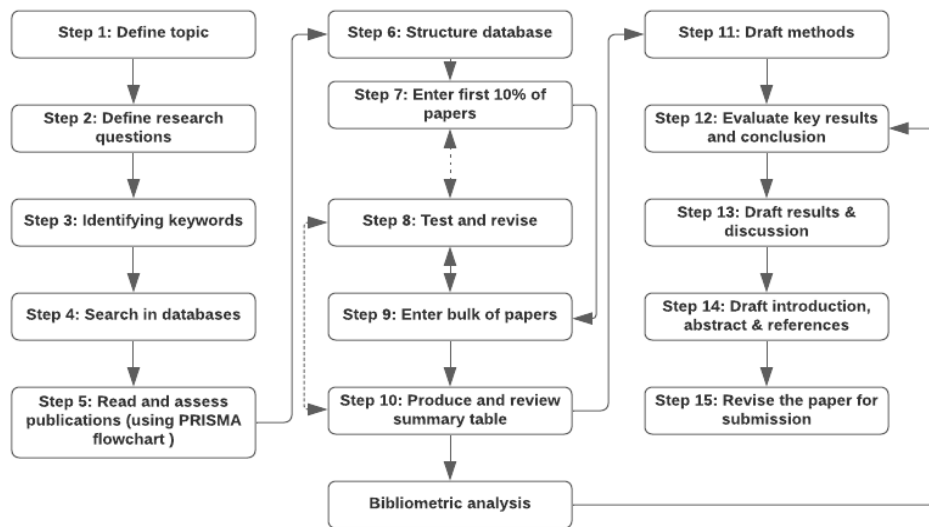 Step 1: Define topic
Step 2: Define research
questions
Step 3: Identifying keywords
Step 4: Search in databases
Step 5: Read and assess
publications (using PRISMA
flowchart )
Step 6: Structure database
Step 7: Enter first 10% of
papers
Step 8: Test and revise
Step 9: Enter bulk of papers
Step 10: Produce and review
summary table
Bibliometric analysis
Step 11: Draft methods
Step 12: Evaluate key results
and conclusion
Step 13: Draft results &
discussion
Step 14: Draft introduction,
abstract & references
Step 15: Revise the paper for
submission